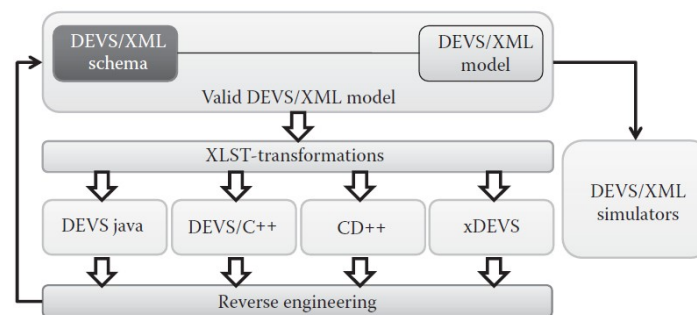 DEVS/XML
schema
DEVS/XML
model
Valid DEVS/XML model
XLST-transformations
DEVS java
DEVS/C++
CD++
xDEVS
DEVS/XML
simulators
Reverse engineering